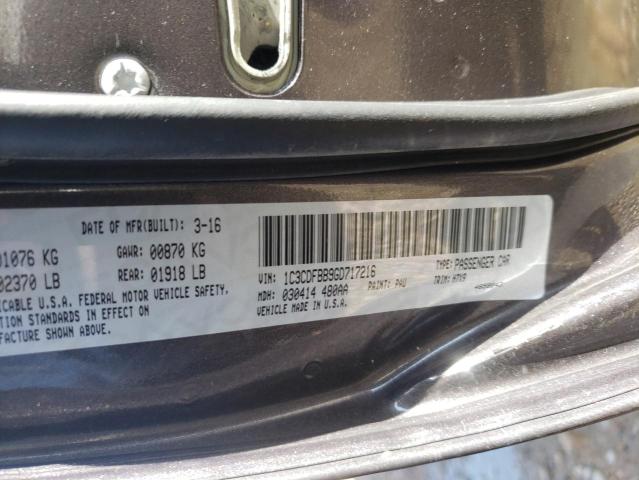 DATE OF MFR(BUILT): 3-16
01076 KG GAWR: 00870 KG
02370 LB REAR: 01918 LB
ICABLE U.S.A. FEDERAL MOTOR VEHICLE SAFETY,
TION STANDARDS IN EFFECT ON
FACTURE SHOWN ABOVE.
VIN: 1C3CDFBB9GD717216 TYPE: PASSENGER CAR
MDH: 030414 480AA PAINT: PAU TRIM: H7X9
VEHICLE MADE IN U.S.A.